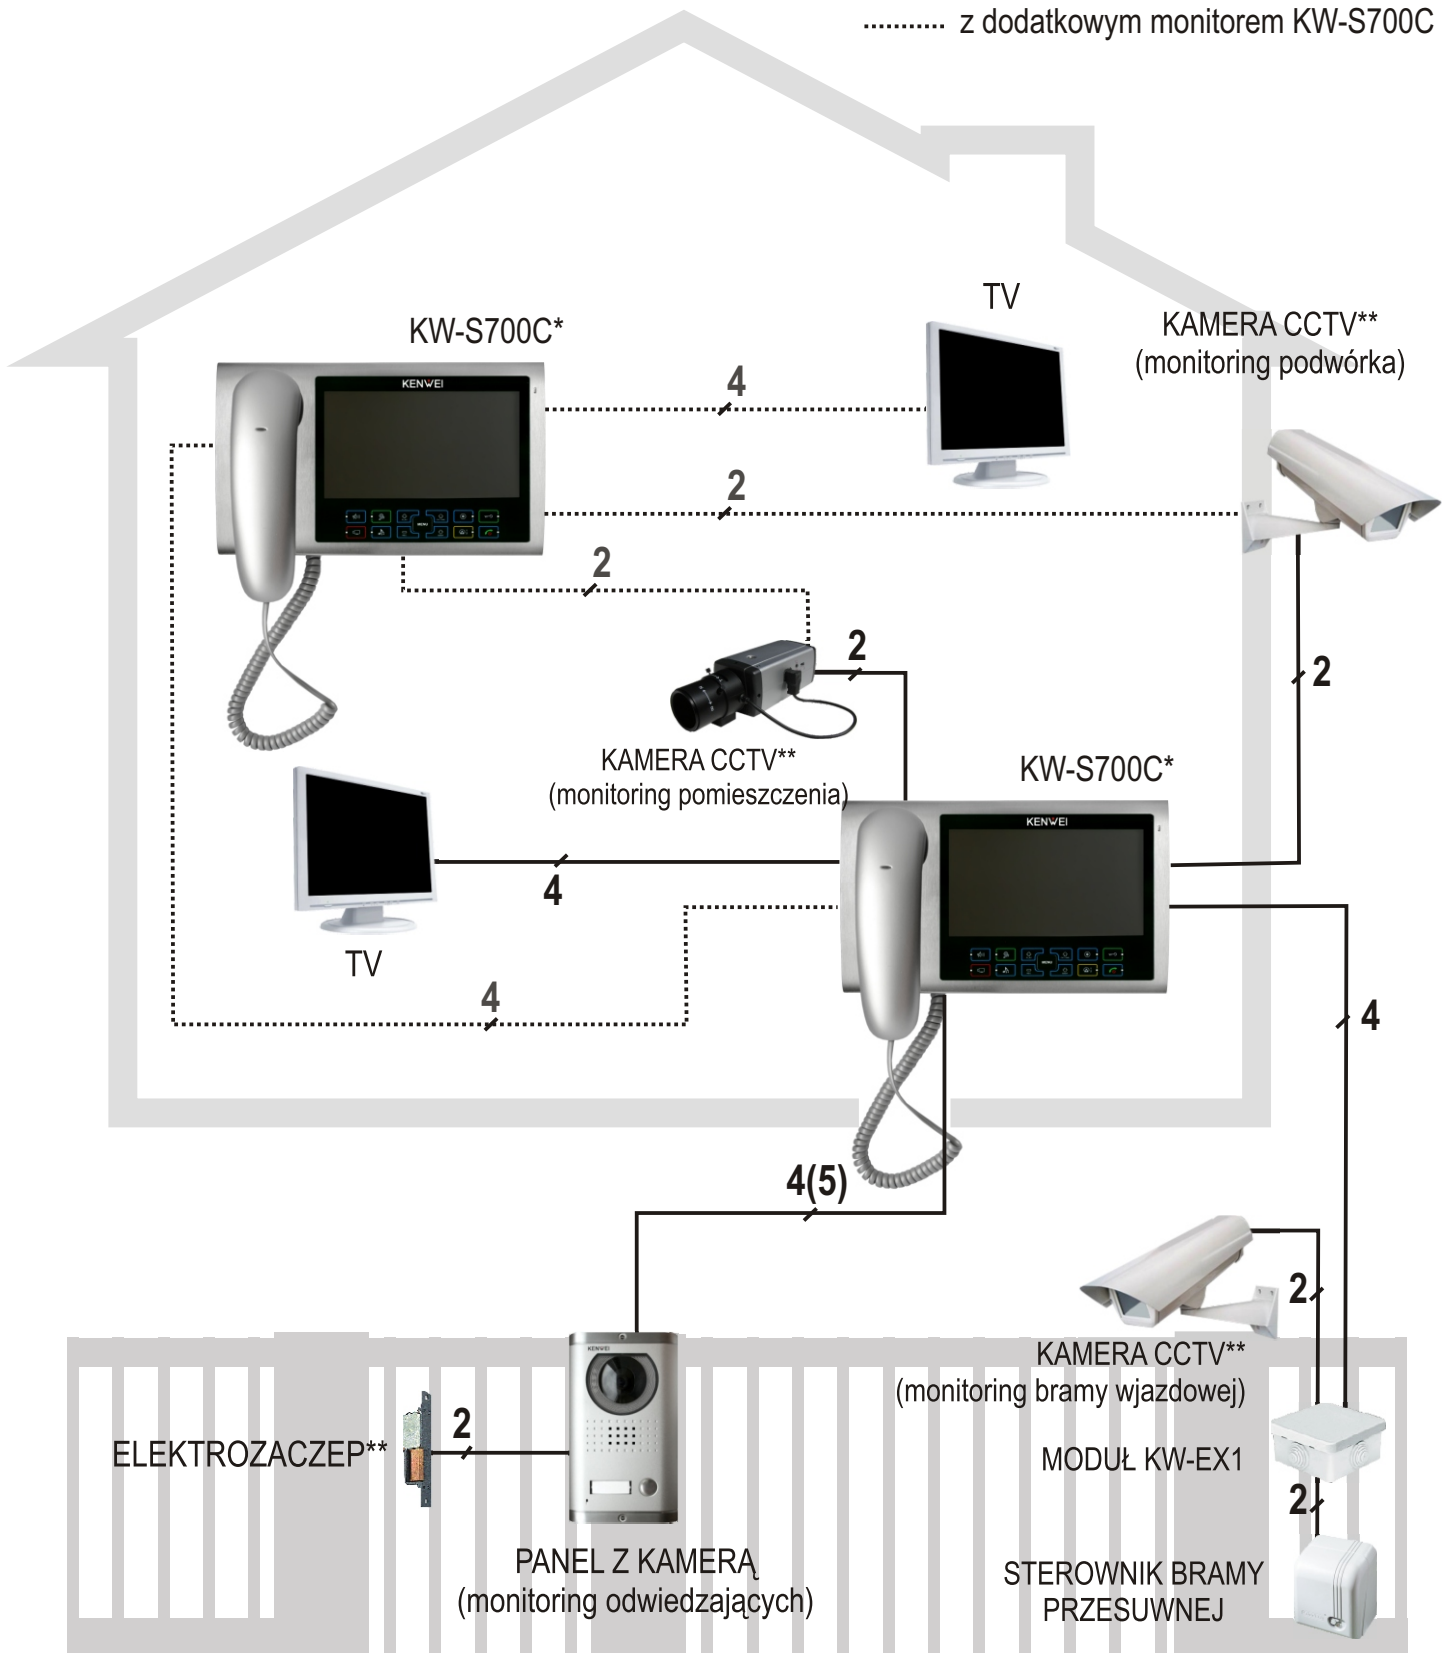 z dodatkowym monitorem KW-S700C
TV
KW-S700C*
KAMERA CCTV**
(monitoring podwórka)
KENWEI
4
2
2
2
2
KAMERA CCTV**
(monitoring pomieszczenia)
KW-S700C*
KENWEI
4
TV
4
4
4(5)
2
KENWEI
KAMERA CCTV**
(monitoring bramy wjazdowej)
2
ELEKTROZACZEP**
MODUŁ KW-EX1
2
PANEL Z KAMERĄ
(monitoring odwiedzających)
STEROWNIK BRAMY
PRZESUWNEJ